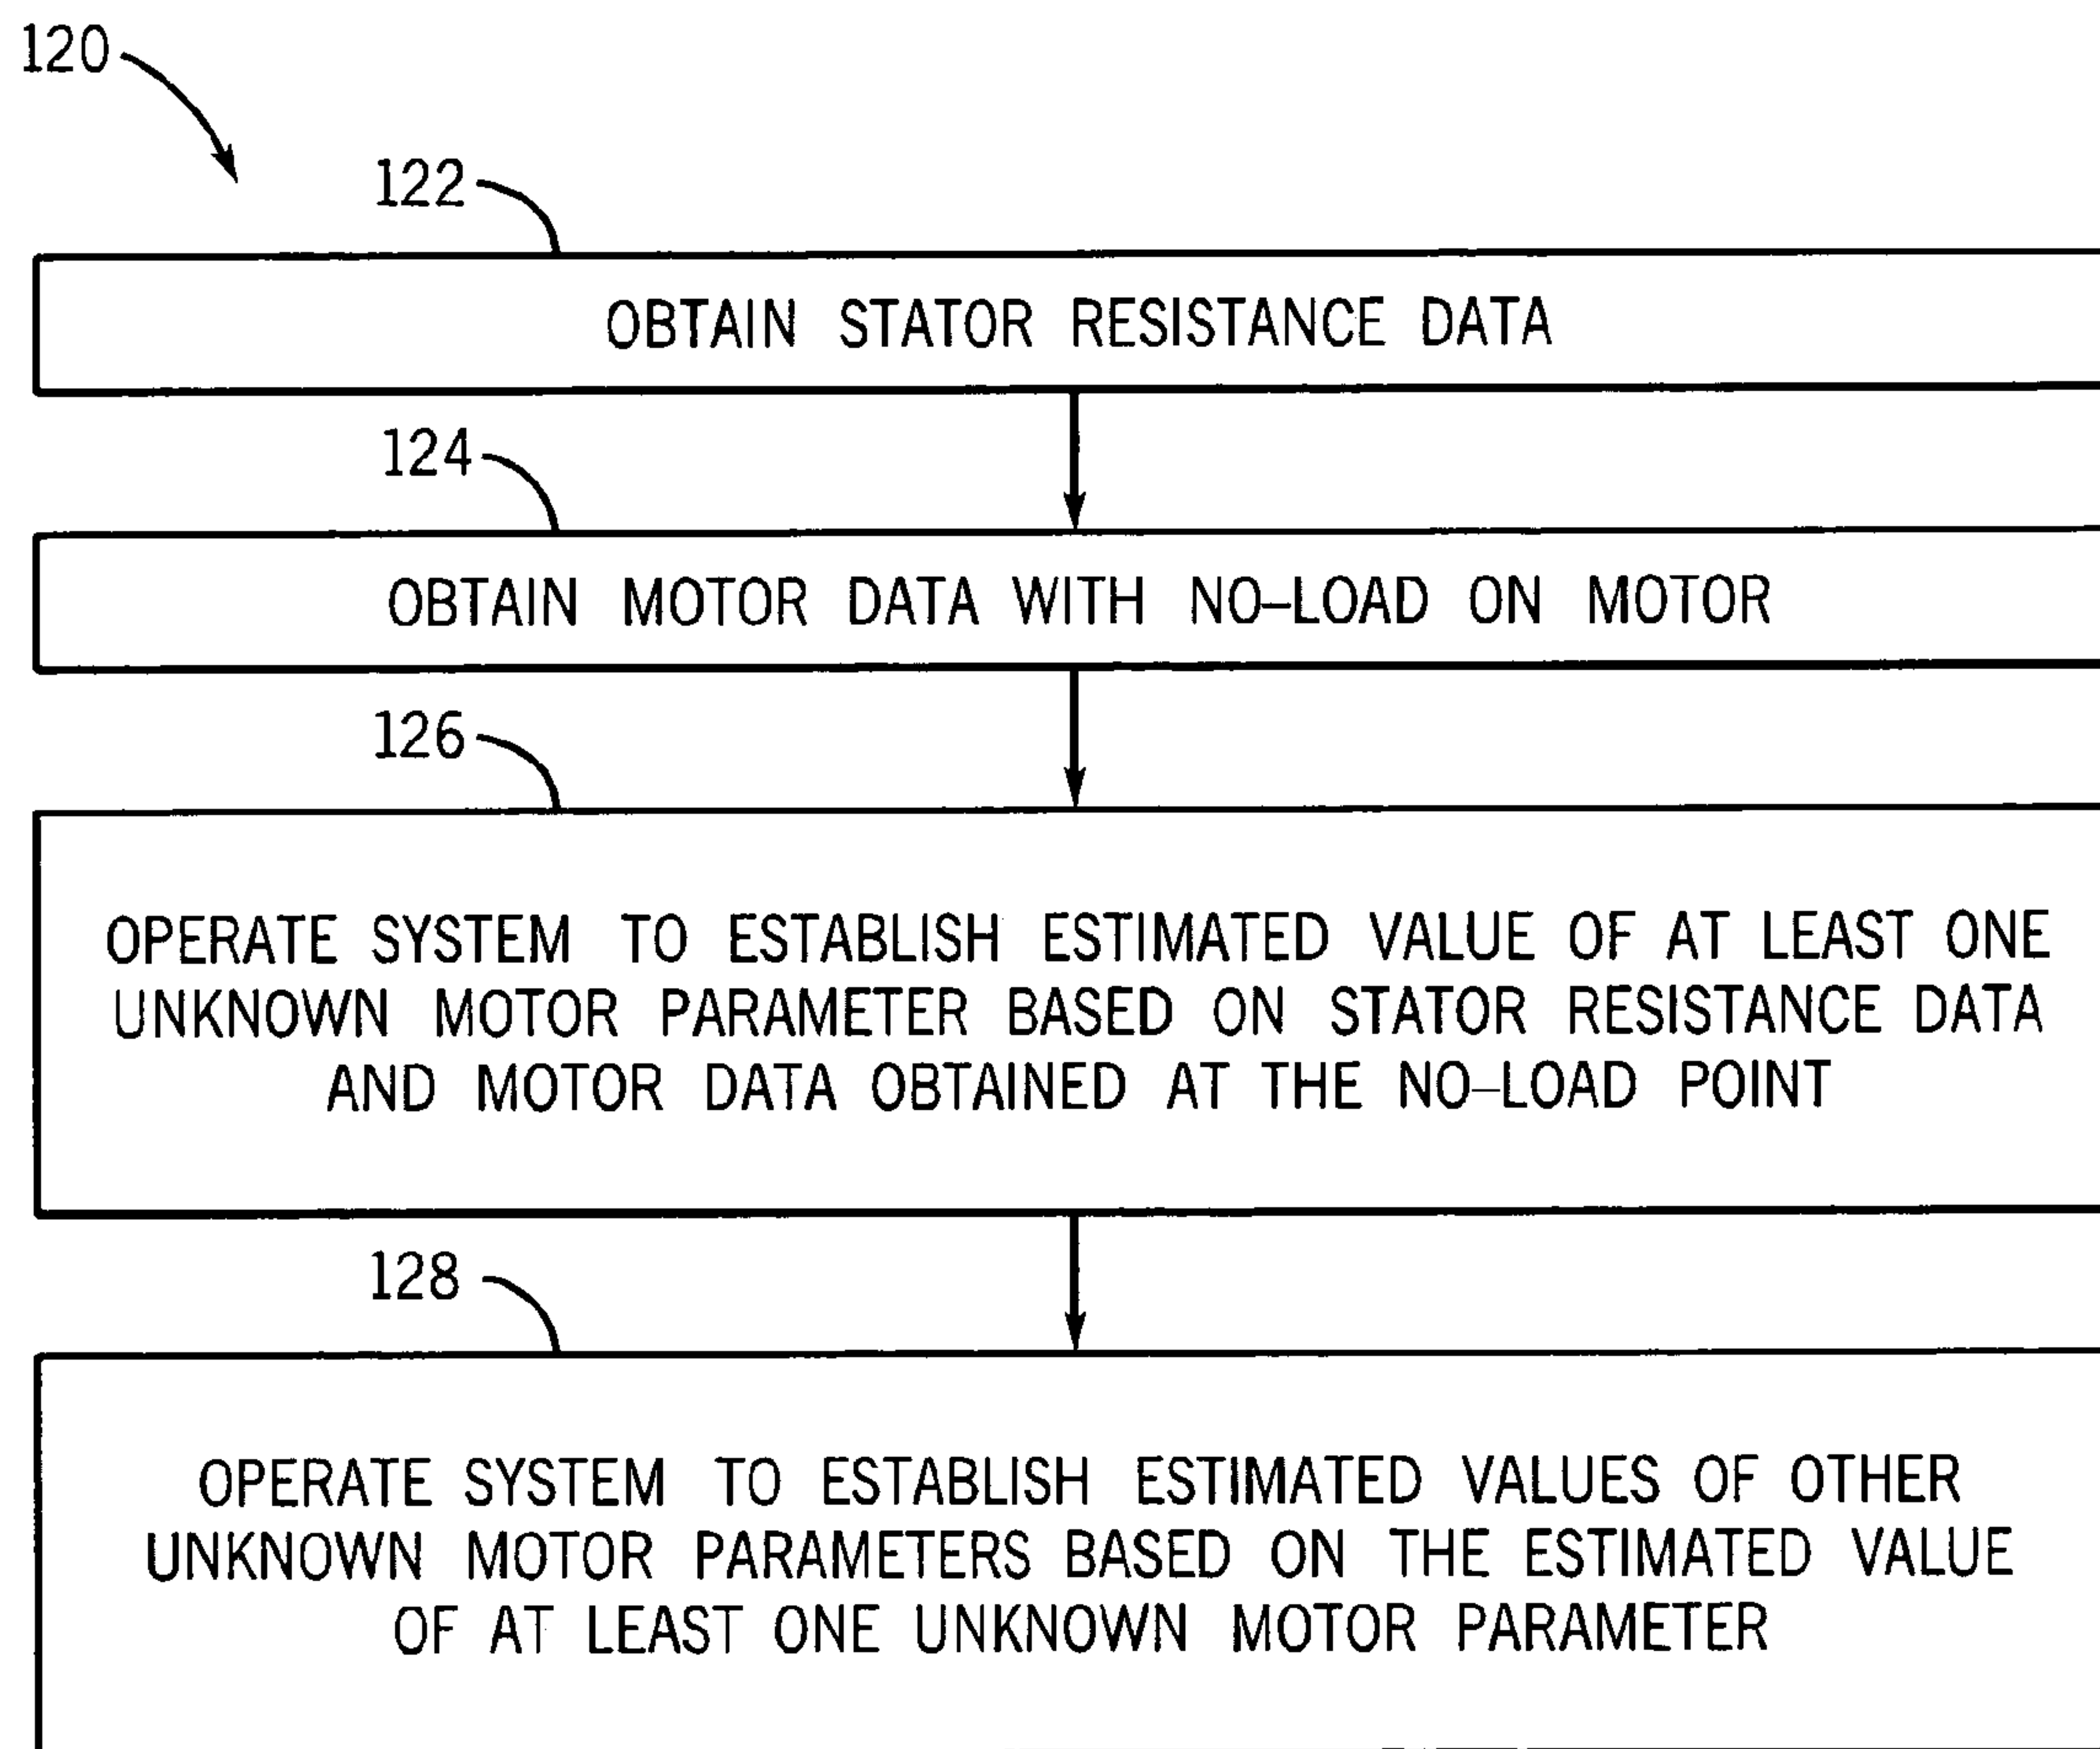 120
122
OBTAIN STATOR RESISTANCE DATA
124
OBTAIN MOTOR DATA WITH NO-LOAD ON MOTOR
126
OPERATE SYSTEM TO ESTABLISH ESTIMATED VALUE OF AT LEAST ONE
UNKNOWN MOTOR PARAMETER BASED ON STATOR RESISTANCE DATA
AND MOTOR DATA OBTAINED AT THE NO-LOAD POINT
128
OPERATE SYSTEM TO ESTABLISH ESTIMATED VALUES OF OTHER
UNKNOWN MOTOR PARAMETERS BASED ON THE ESTIMATED VALUE
OF AT LEAST ONE UNKNOWN MOTOR PARAMETER